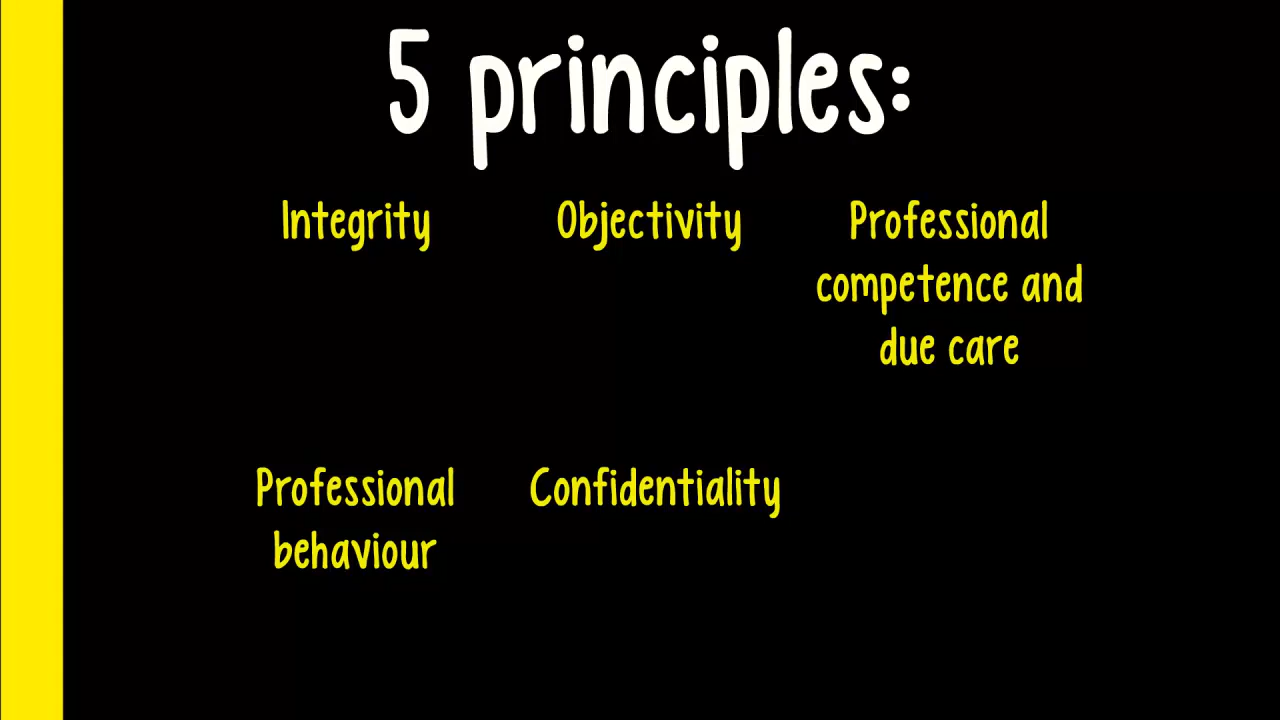 5 principles:
Integrity
Objectivity
Professional
competence and
due care
Professional
behaviour
Confidentiality